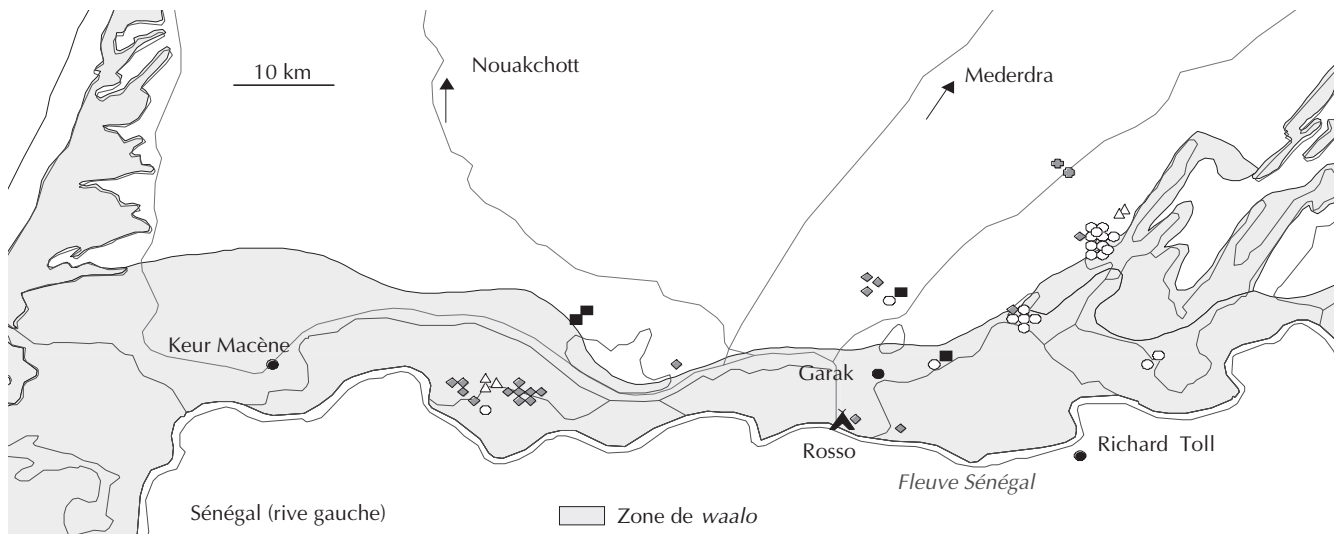 Nouakchott
10 km
Mederdra
Keur Macène
Garak
Rosso
Richard Toll
Fleuve Sénégal
Sénégal (rive gauche)
Zone de waalo